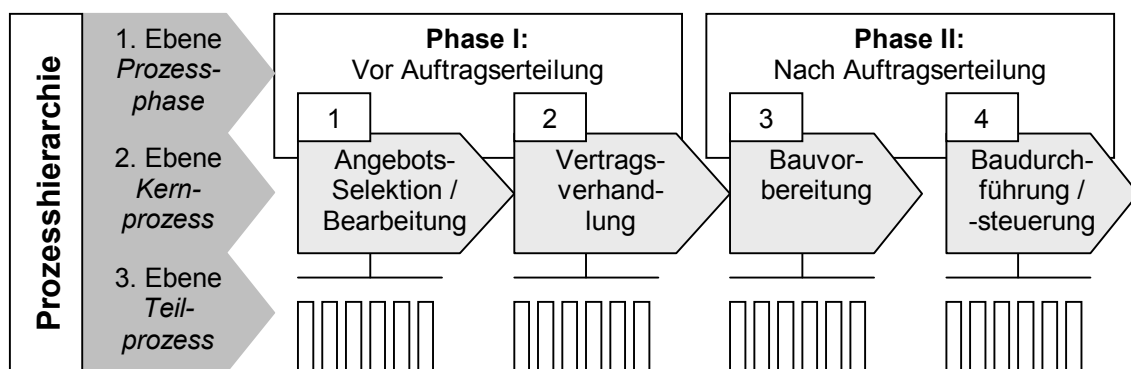 Prozesshierarchie
1. Ebene
Prozess-
phase
2. Ebene
Kern-
prozess
3. Ebene
Teil-
prozess
Phase I:
Vor Auftragserteilung
Phase II:
Nach Auftragserteilung
1
Angebots-
Selektion /
Bearbeitung
2
Vertrags-
verhand-
lung
3
Bauvor-
bereitung
4
Baudurch-
führung /
-steuerung